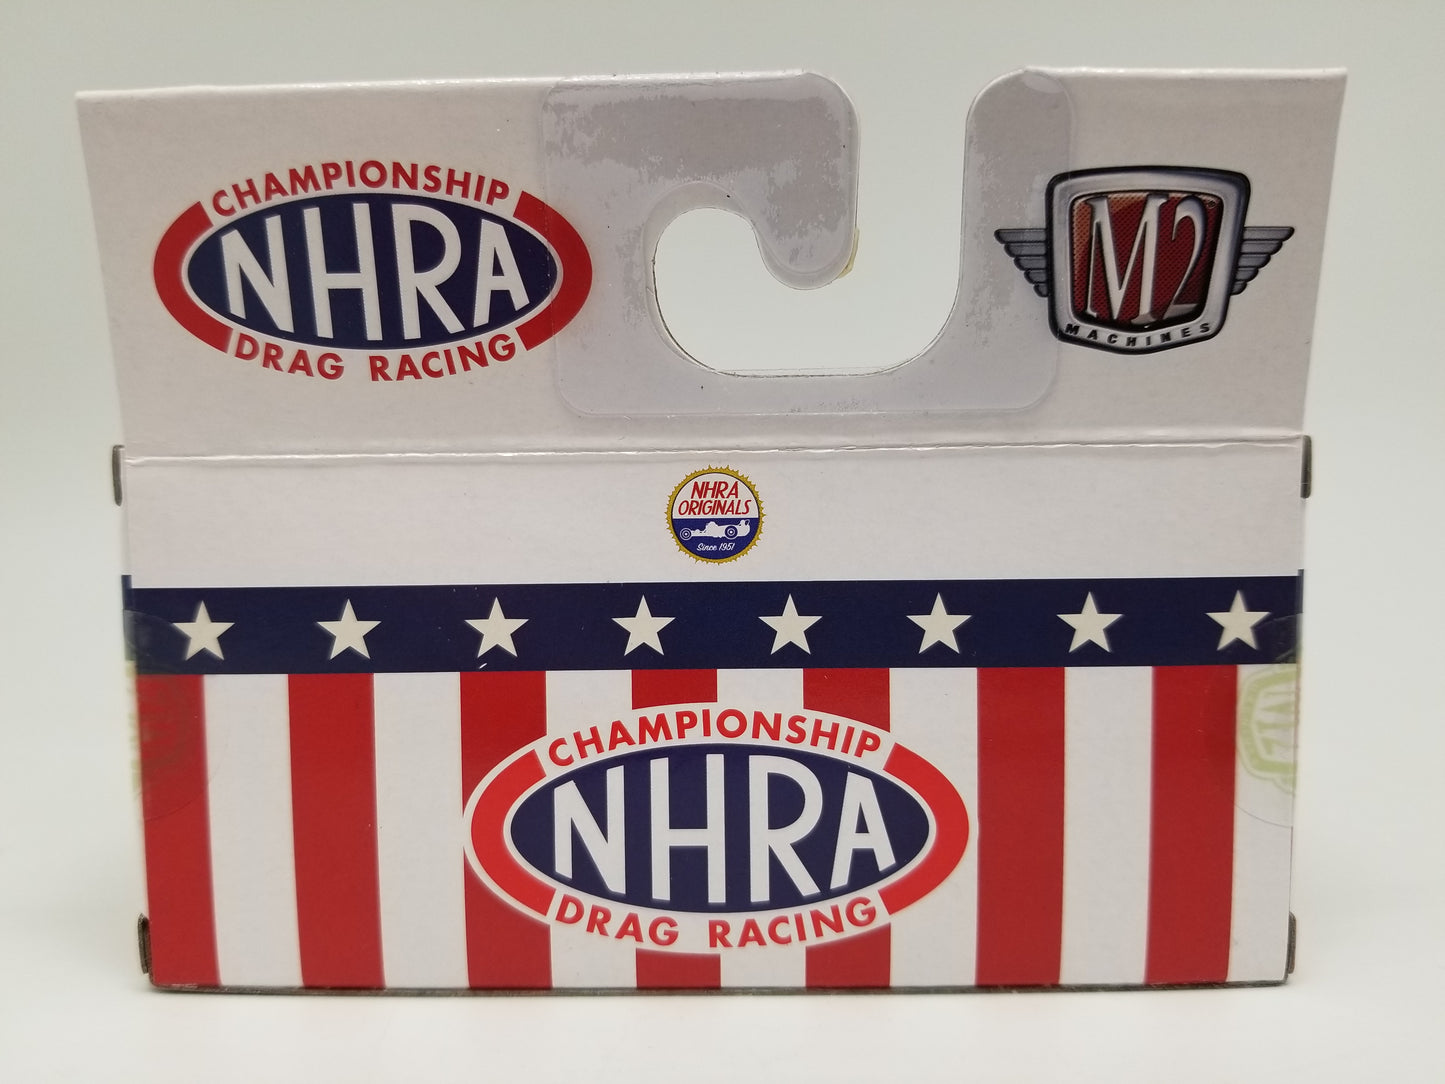 CHAMPIONSHIP
NHRA
DRAG RACING
M2
MACHINES
NHRA
ORIGINALS
Since 1951
CHAMPIONSHIP
NHRA
DRAG RACING